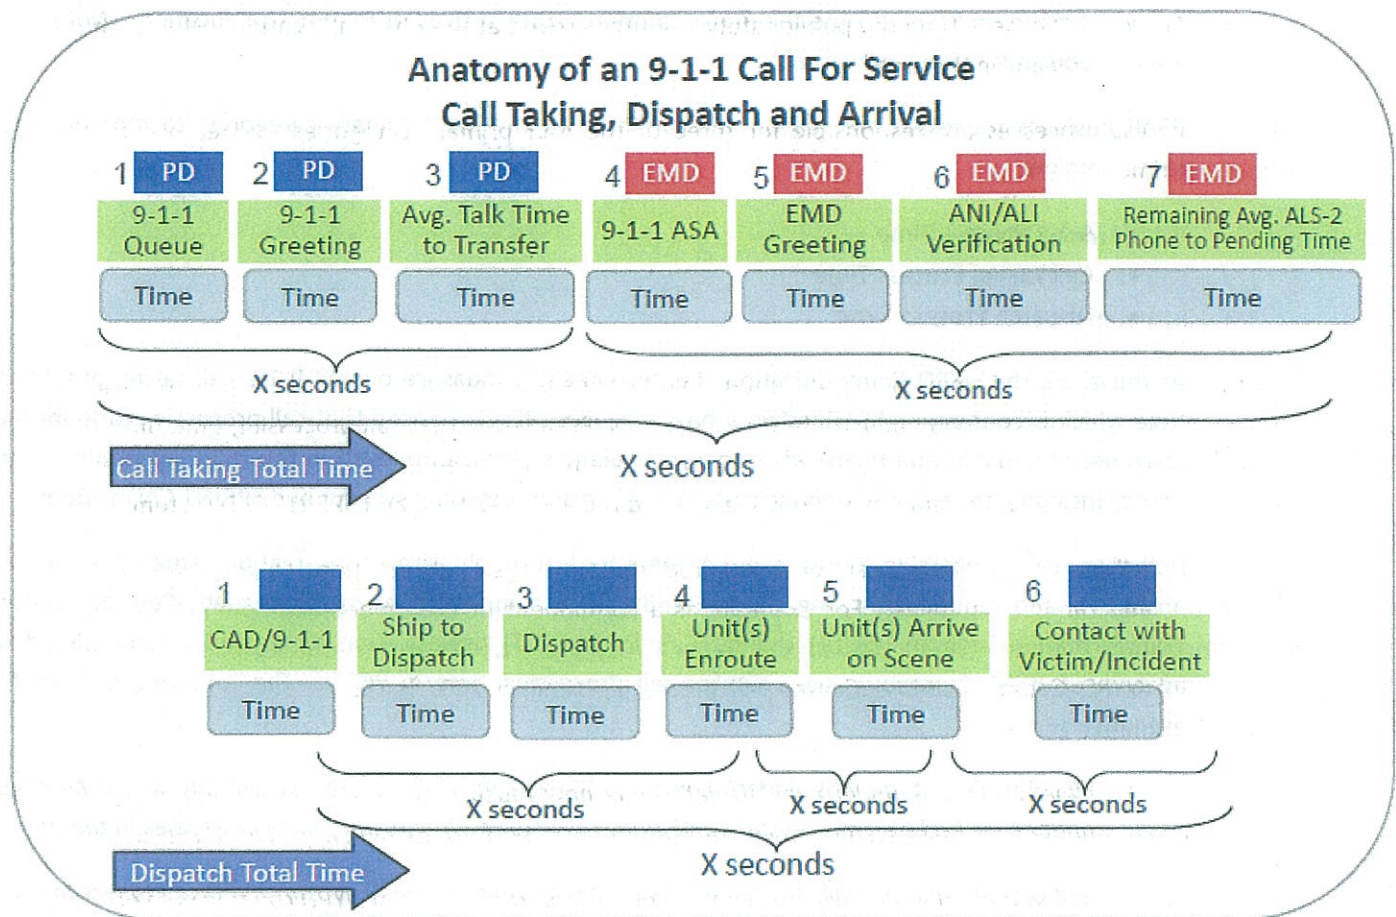 Anatomy of an 9-1-1 Call For Service
Call Taking, Dispatch and Arrival
1 PD 2 PD 3 PD 4 EMD 5 EMD 6 EMD 7 EMD
9-1-1 Queue
9-1-1 Greeting
Avg. Talk Time to Transfer
9-1-1 ASA
EMD Greeting
ANI/ALI Verification
Remaining Avg. ALS-2 Phone to Pending Time
Time Time Time Time Time Time Time
X seconds X seconds
Call Taking Total Time X seconds
1 2 3 4 5 6
CAD/9-1-1
Ship to Dispatch
Dispatch
Unit(s) Enroute
Unit(s) Arrive on Scene
Contact with Victim/Incident
Time Time Time Time Time Time
X seconds X seconds X seconds
Dispatch Total Time X seconds